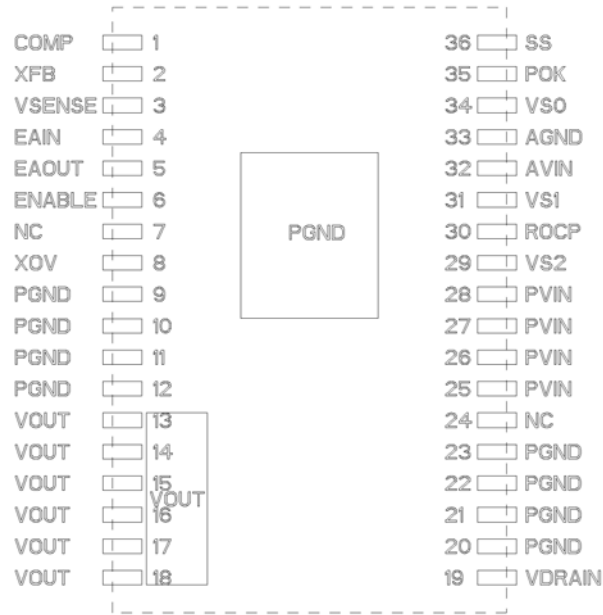 COMP 1 36 SS
XFB 2 35 POK
VSENSE 3 34 VS0
EAIN 4 33 AGND
EAOUT 5 32 AVIN
ENABLE 6 31 VS1
NC 7 PGND 30 ROCP
XOV 8 29 VS2
PGND 9 28 PVIN
PGND 10 27 PVIN
PGND 11 26 PVIN
PGND 12 25 PVIN
VOUT 13 24 NC
VOUT 14 23 PGND
VOUT 15 22 PGND
VOUT
VOUT 16 21 PGND
VOUT 17 20 PGND
VOUT 18 19 VDRAIN